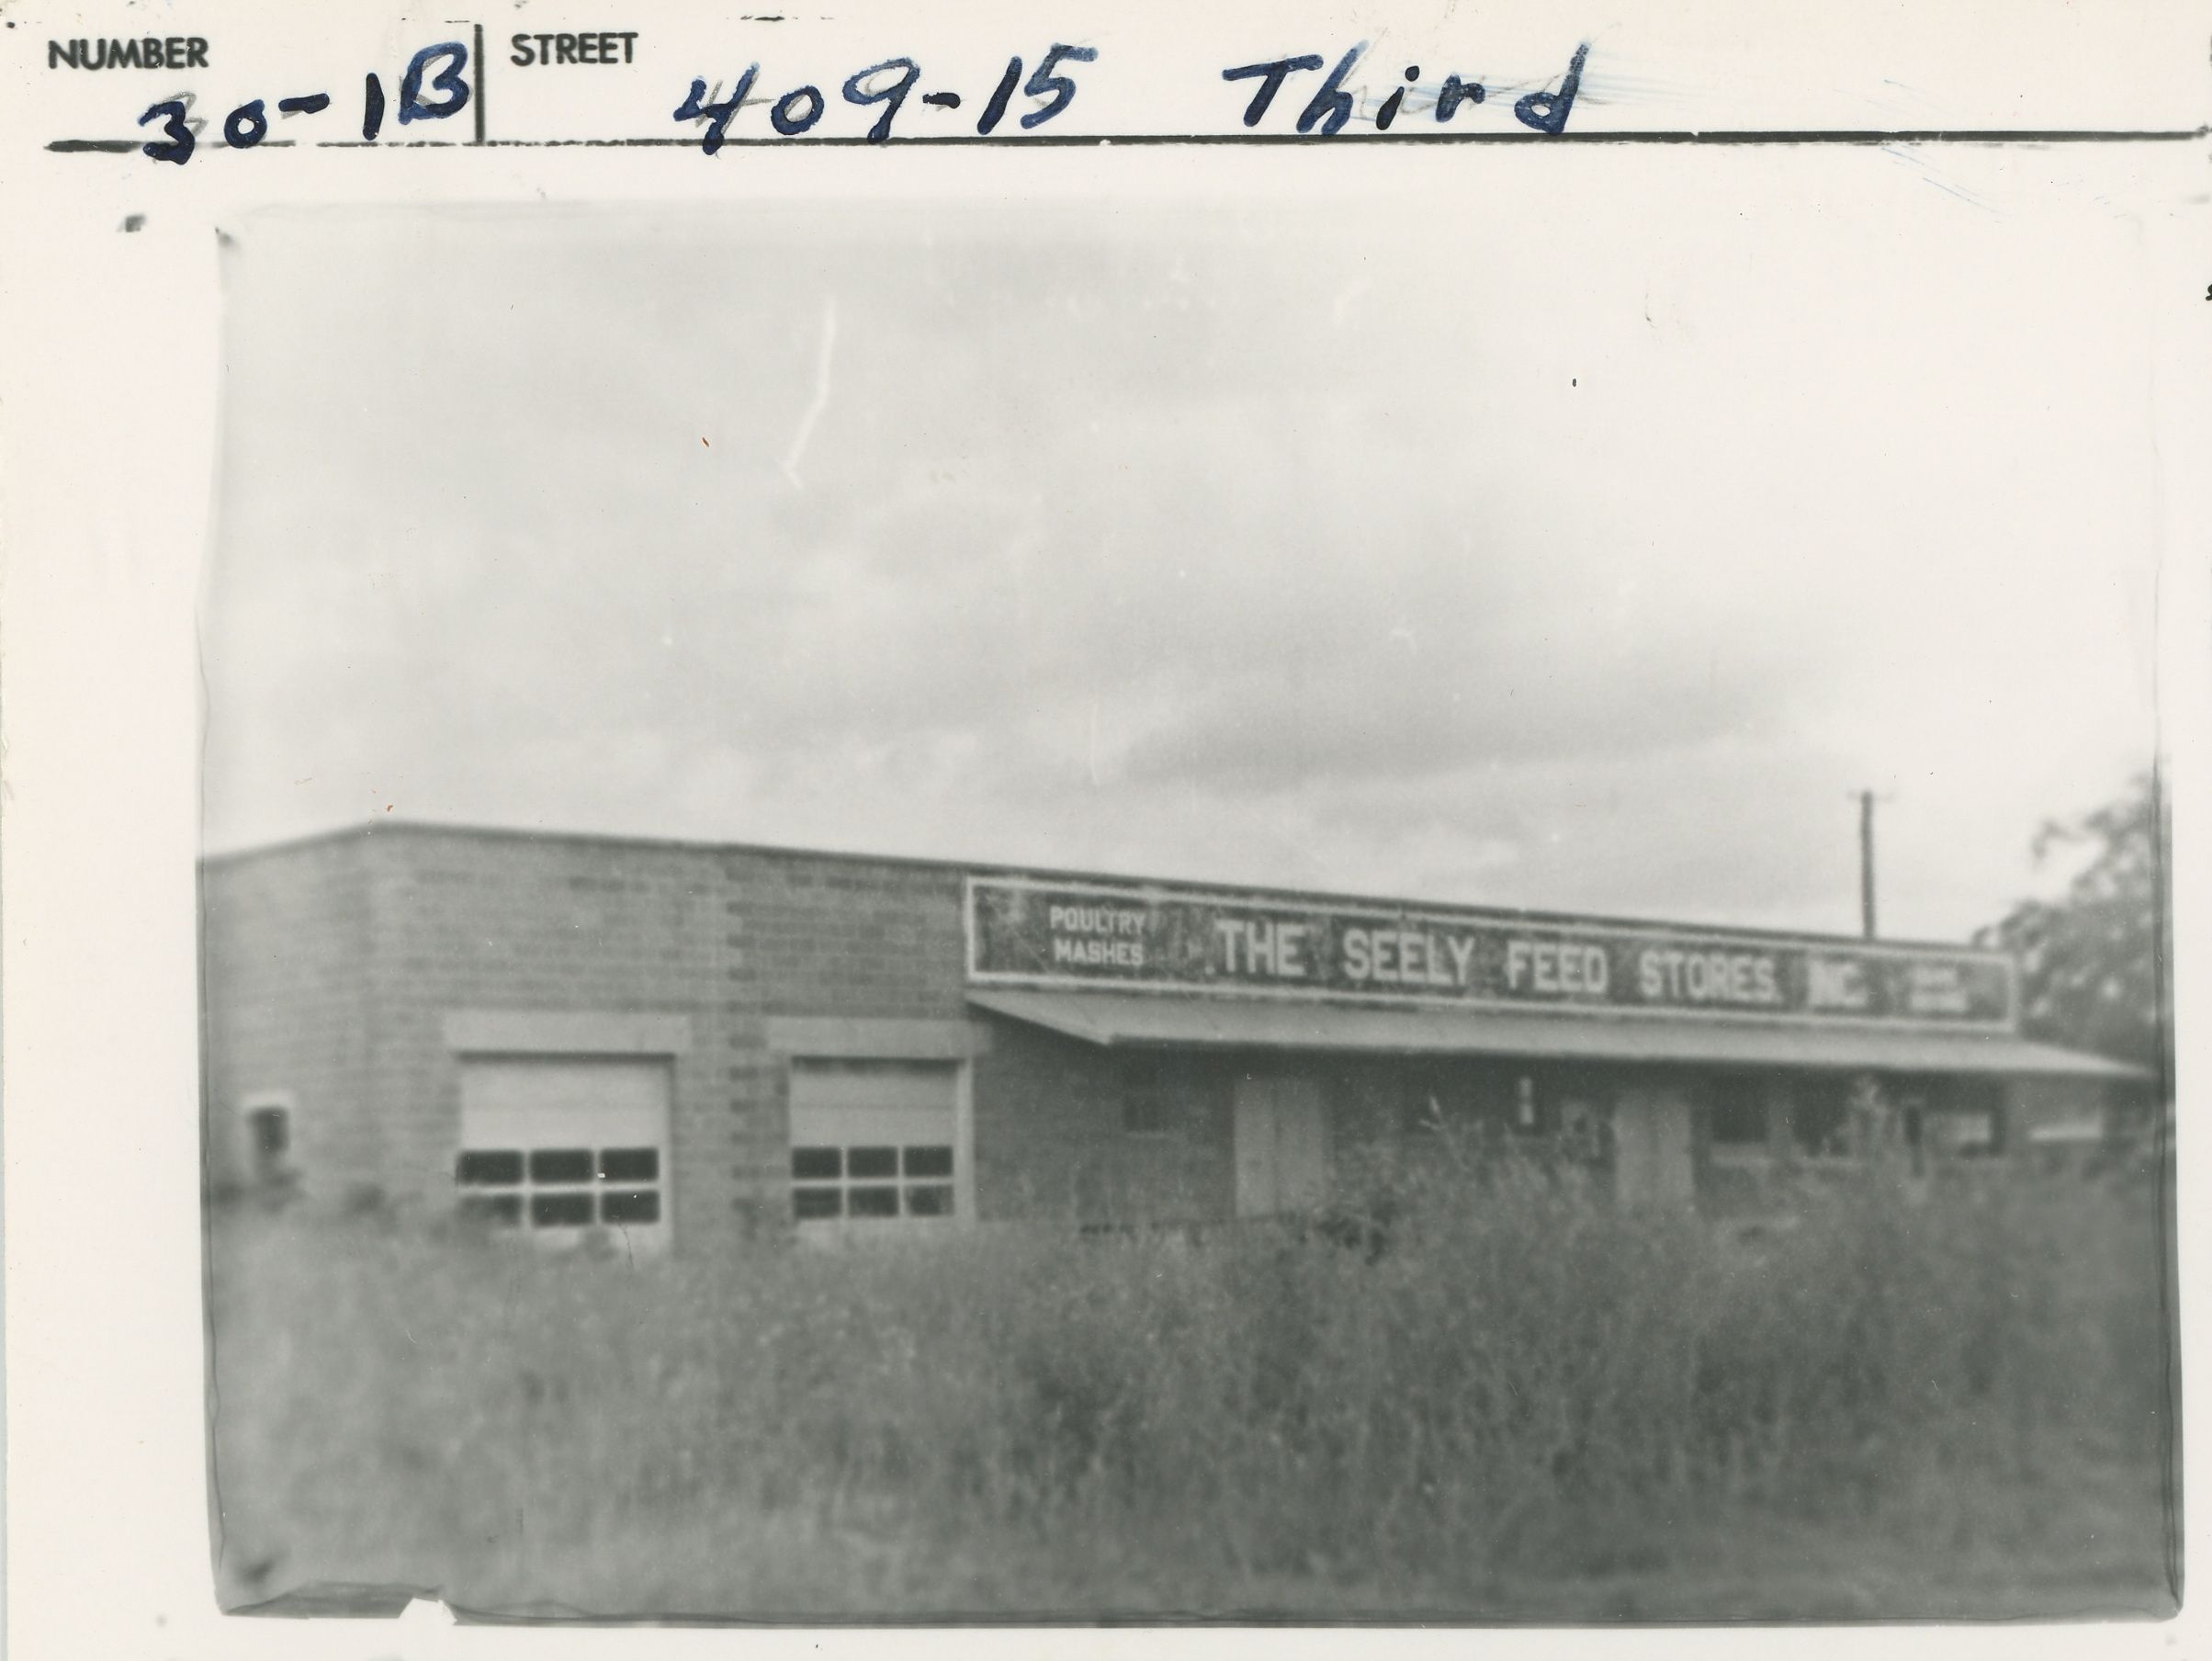 NUMBER
30-1B
STREET
409-15 Third
POULTRY
MASHES
THE SEELY FEED STORES INC